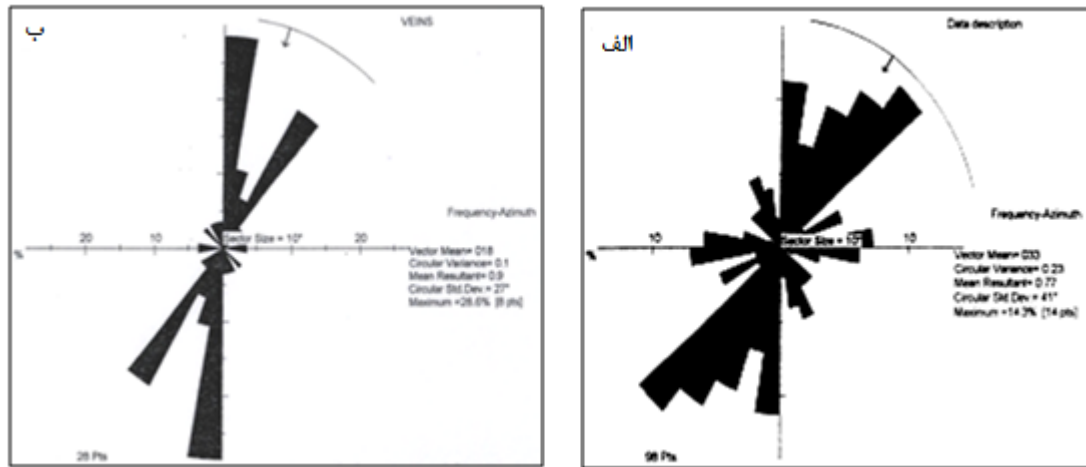 ب
VEINS
Frequency-Azimuth
20 10 10 20
%
Sector Size = 10°
Vector Mean= 018
Circular Variance= 0.1
Mean Resultant= 0.9
Circular Std.Dev.= 27°
Maximum =28.6% [8 pts]
28 Pts
الف
Data description
Frequency-Azimuth
10 10
%
Sector Size = 10°
Vector Mean= 033
Circular Variance= 0.23
Mean Resultant= 0.77
Circular Std.Dev.= 41°
Maximum =14.3% [14 pts]
98 Pts